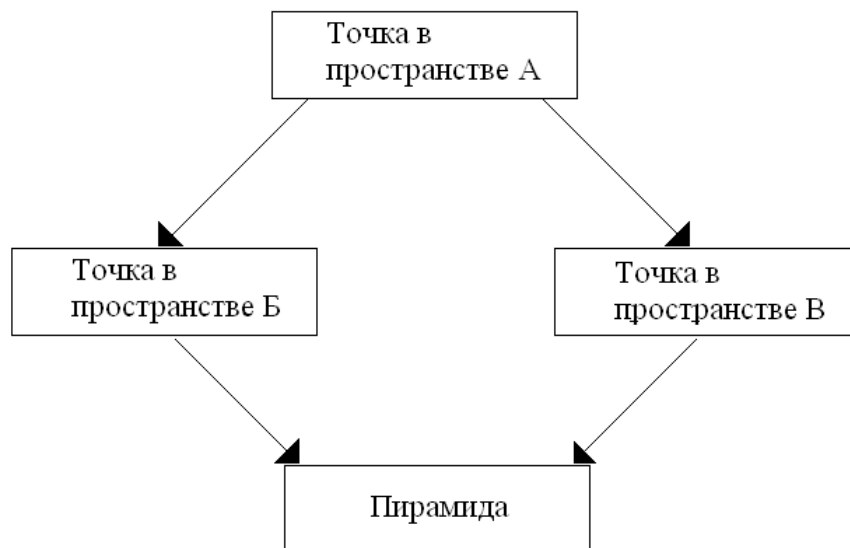 Точка в
пространстве А
Точка в
пространстве Б
Точка в
пространстве В
Пирамида